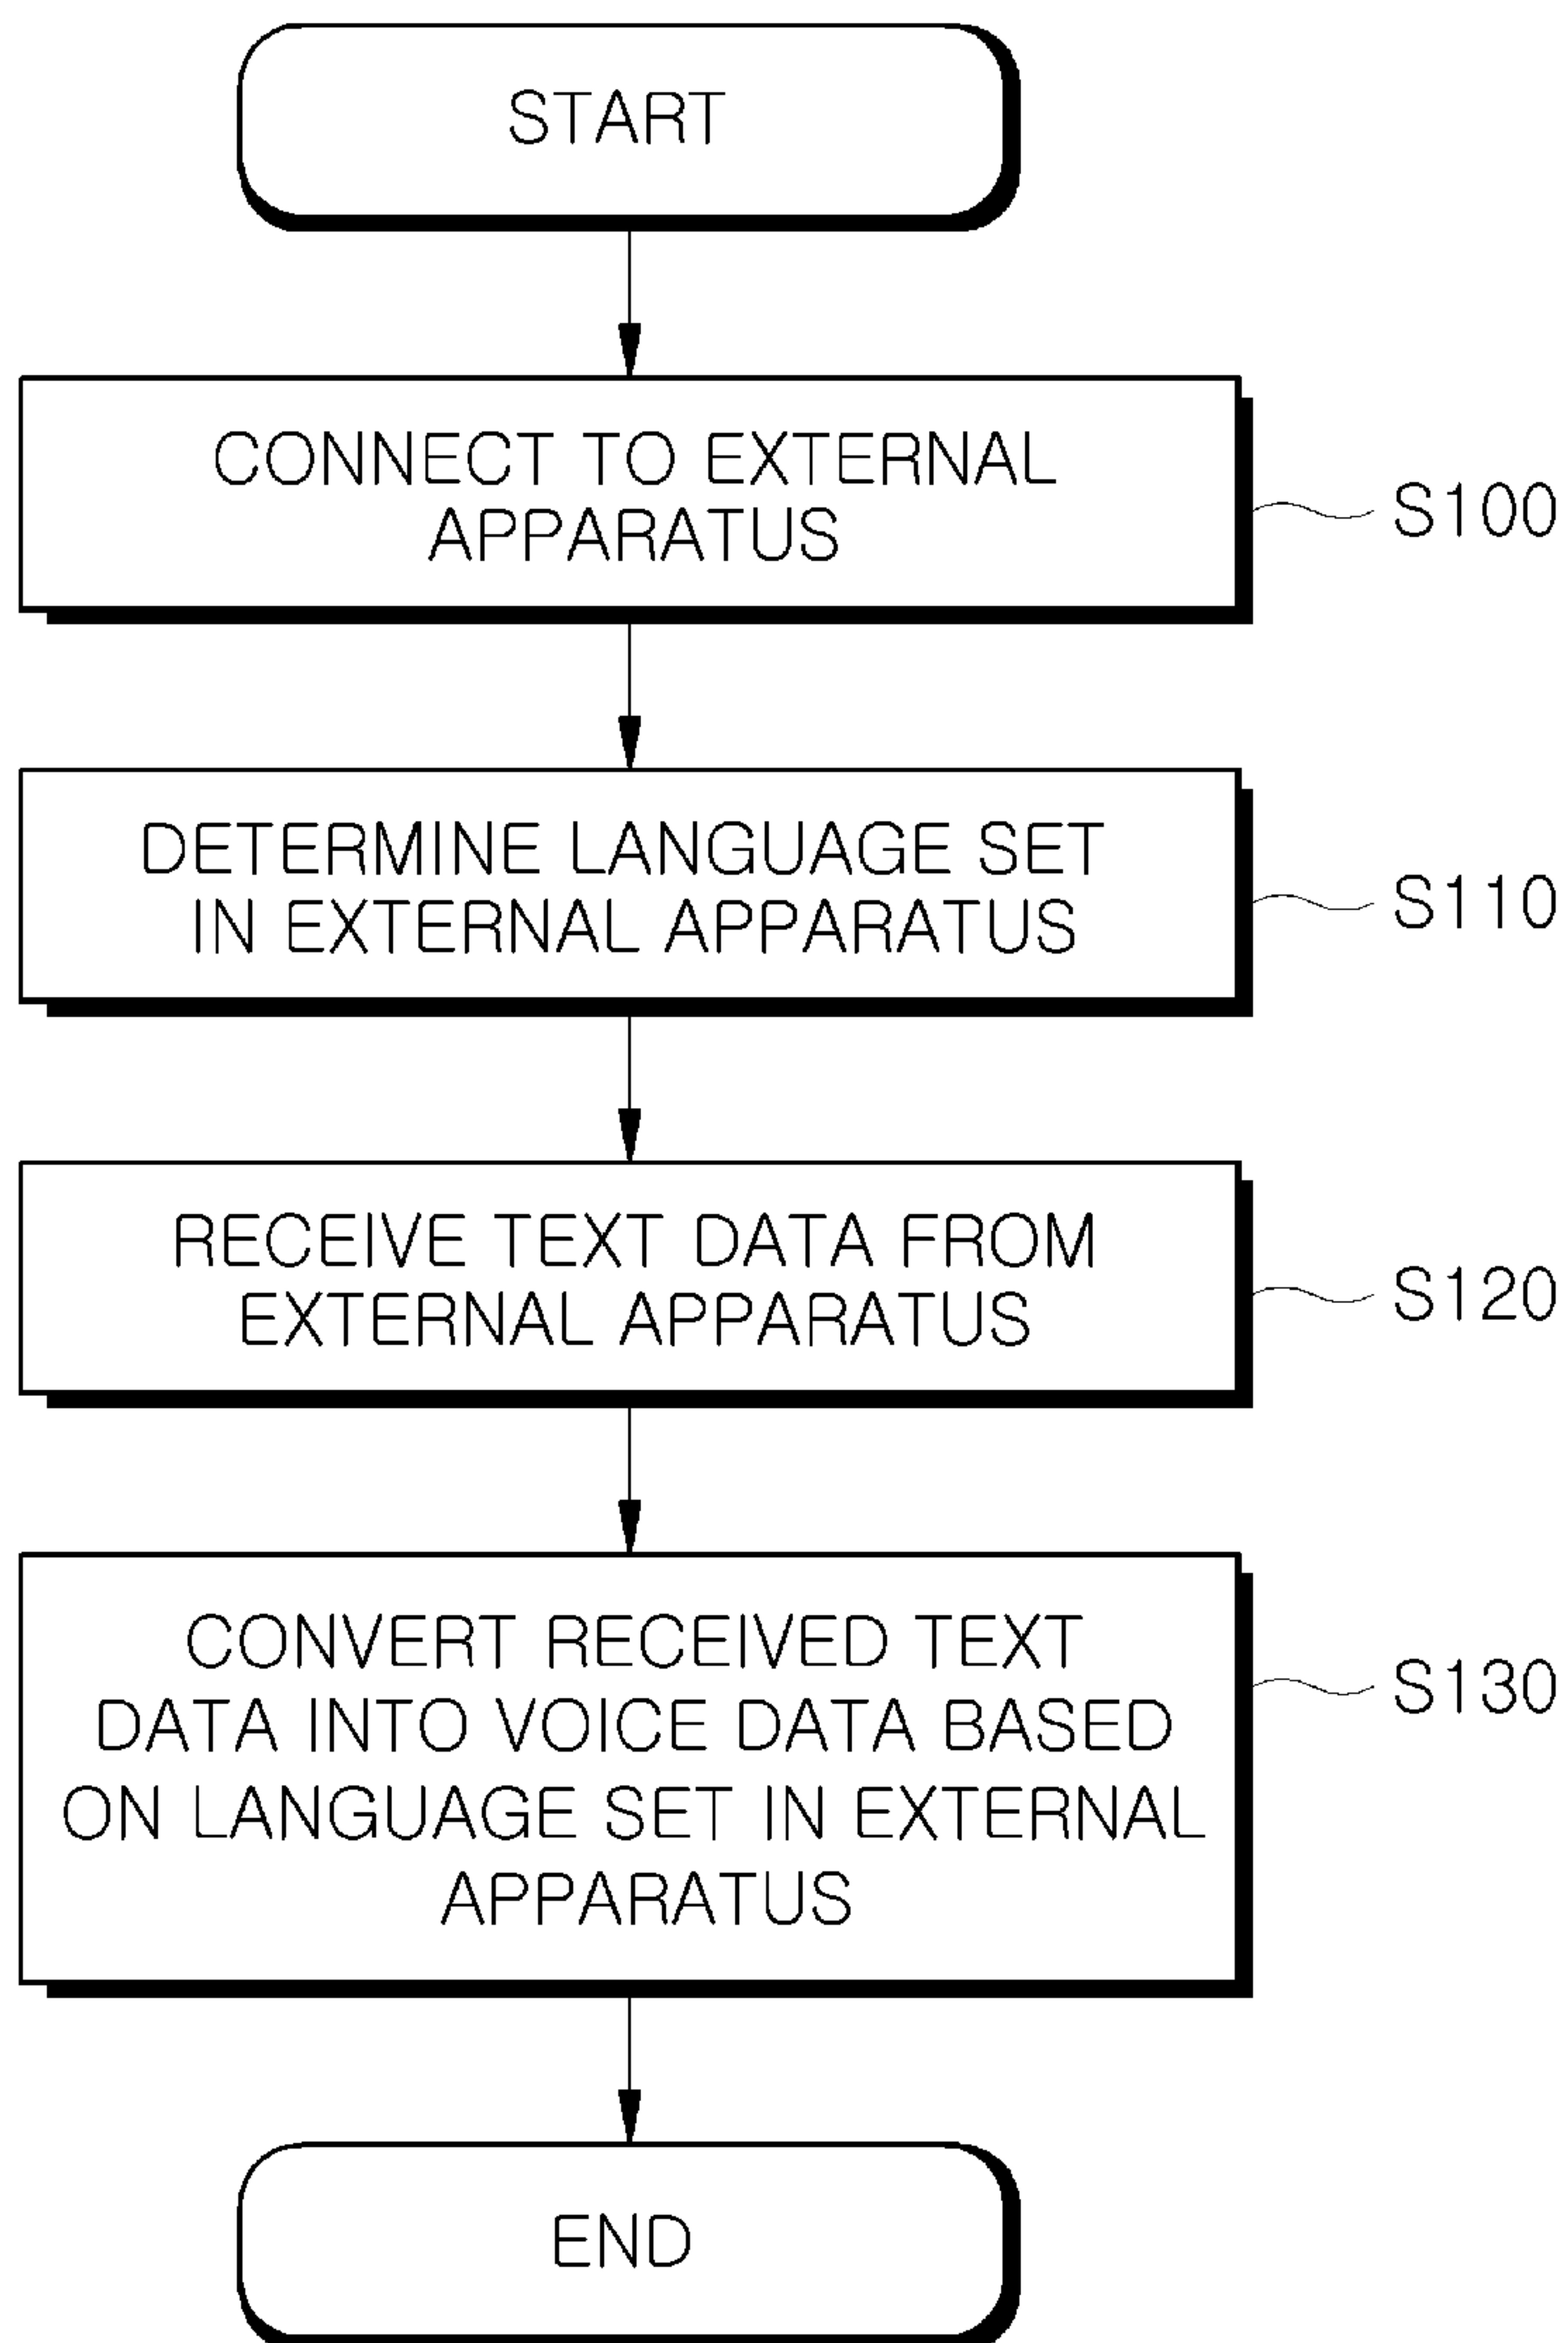 START
CONNECT TO EXTERNAL
APPARATUS
S100
DETERMINE LANGUAGE SET
IN EXTERNAL APPARATUS
S110
RECEIVE TEXT DATA FROM
EXTERNAL APPARATUS
S120
CONVERT RECEIVED TEXT
DATA INTO VOICE DATA BASED
ON LANGUAGE SET IN EXTERNAL
APPARATUS
S130
END